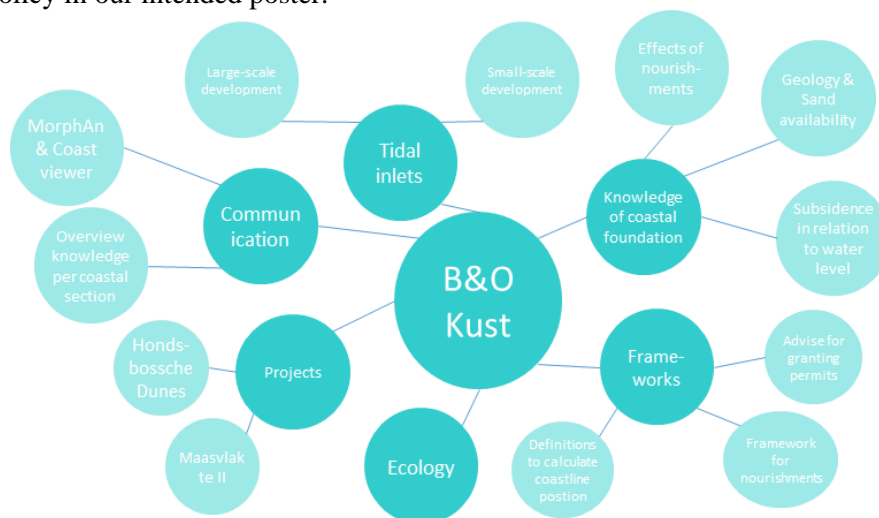 oney in our intended poster.
Large-scale
development
Small-scale
development
Effects of
nourish-
ments
Geology &
Sand
availability
MorphAn
& Coast
viewer
Tidal
inlets
Commun
ication
Knowledge
of coastal
foundation
Overview
knowledge
per coastal
section
Subsidence
in relation
to water
level
B&O
Kust
Honds-
bossche
Dunes
Projects
Frame-
works
Advise for
granting
permits
Maasvlak
te II
Ecology
Definitions
to calculate
coastline
postion
Framework
for
nourishments